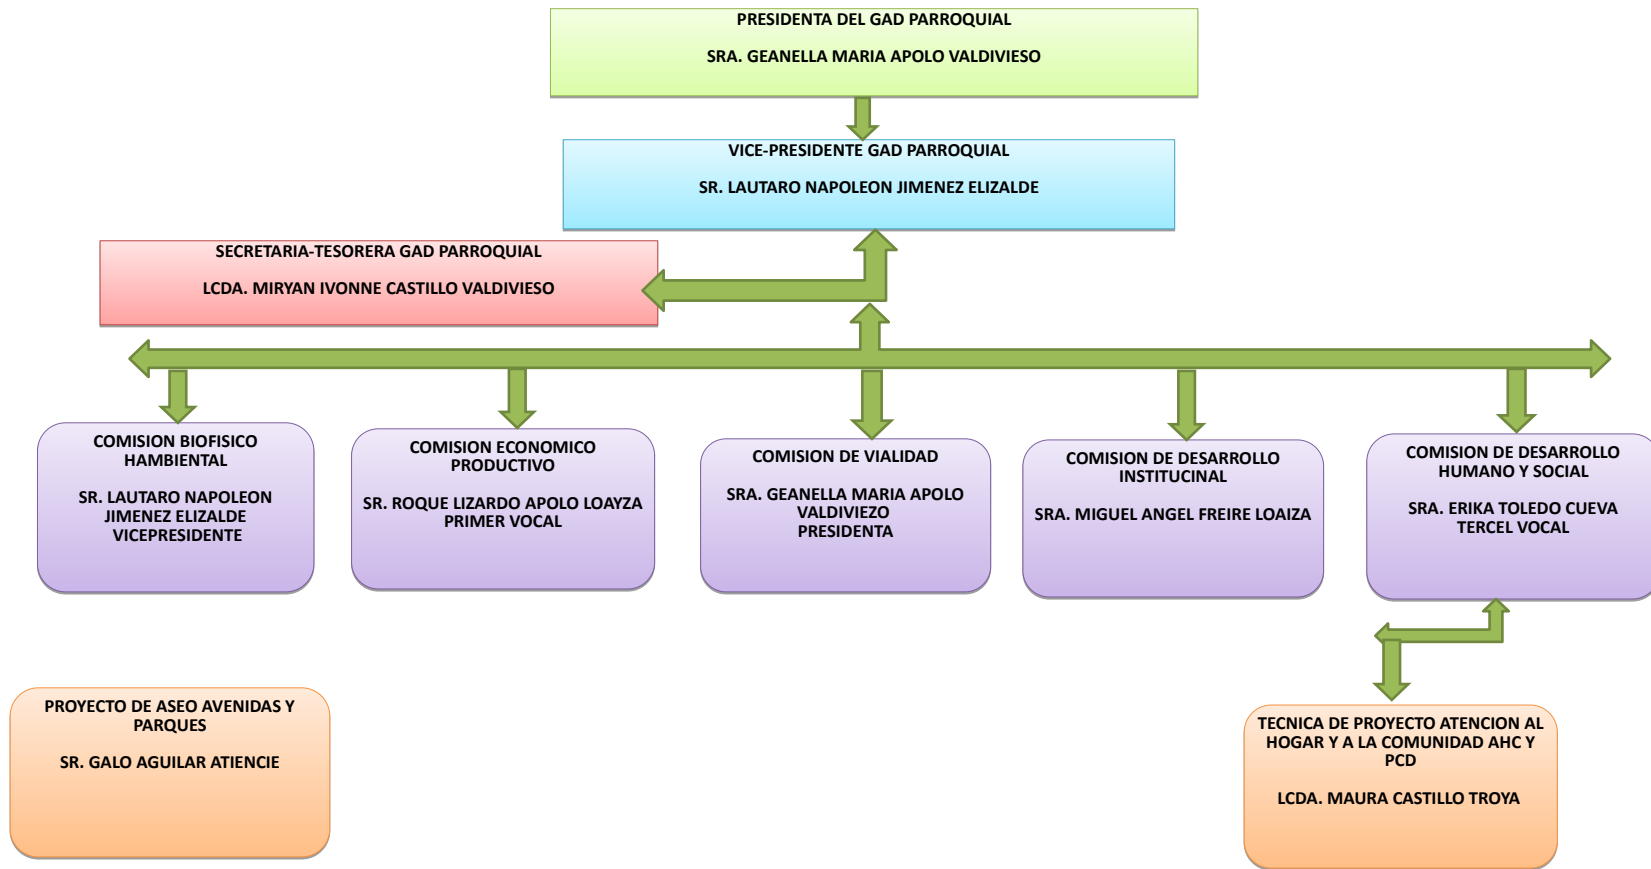 PRESIDENTA DEL GAD PARROQUIAL
SRA. GEANELLA MARIA APOLO VALDIVIESO
VICE-PRESIDENTE GAD PARROQUIAL
SR. LAUTARO NAPOLEON JIMENEZ ELIZALDE
SECRETARIA-TESORERA GAD PARROQUIAL
LCDA. MIRYAN IVONNE CASTILLO VALDIVIESO
COMISION BIOFISICO
HAMBIENTAL
SR. LAUTARO NAPOLEON
JIMENEZ ELIZALDE
VICEPRESIDENTE
COMISION ECONOMICO
PRODUCTIVO
SR. ROQUE LIZARDO APOLO LOAYZA
PRIMER VOCAL
COMISION DE VIALIDAD
SRA. GEANELLA MARIA APOLO
VALDIVIEZO
PRESIDENTA
COMISION DE DESARROLLO
INSTITUCINAL
SRA. MIGUEL ANGEL FREIRE LOAIZA
COMISION DE DESARROLLO
HUMANO Y SOCIAL
SRA. ERIKA TOLEDO CUEVA
TERCEL VOCAL
PROYECTO DE ASEO AVENIDAS Y
PARQUES
SR. GALO AGUILAR ATIENCIE
TECNICA DE PROYECTO ATENCION AL
HOGAR Y A LA COMUNIDAD AHC Y
PCD
LCDA. MAURA CASTILLO TROYA